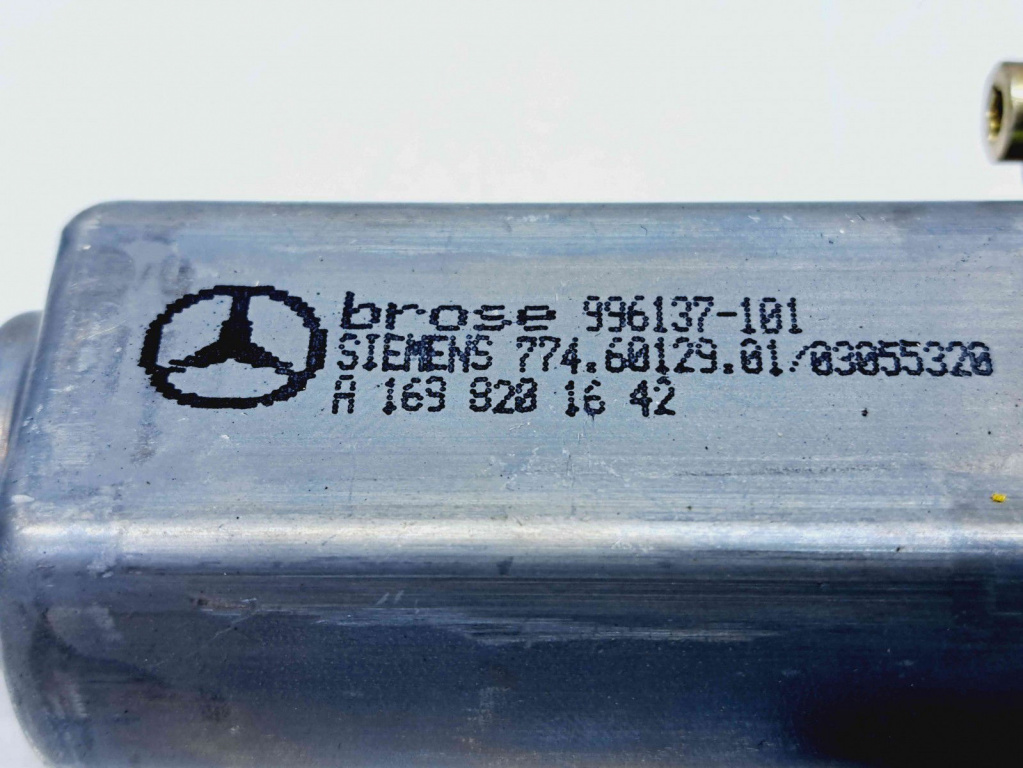 brose 996137-101
SIEMENS 774.60129.01/03055320
A 169 820 16 42